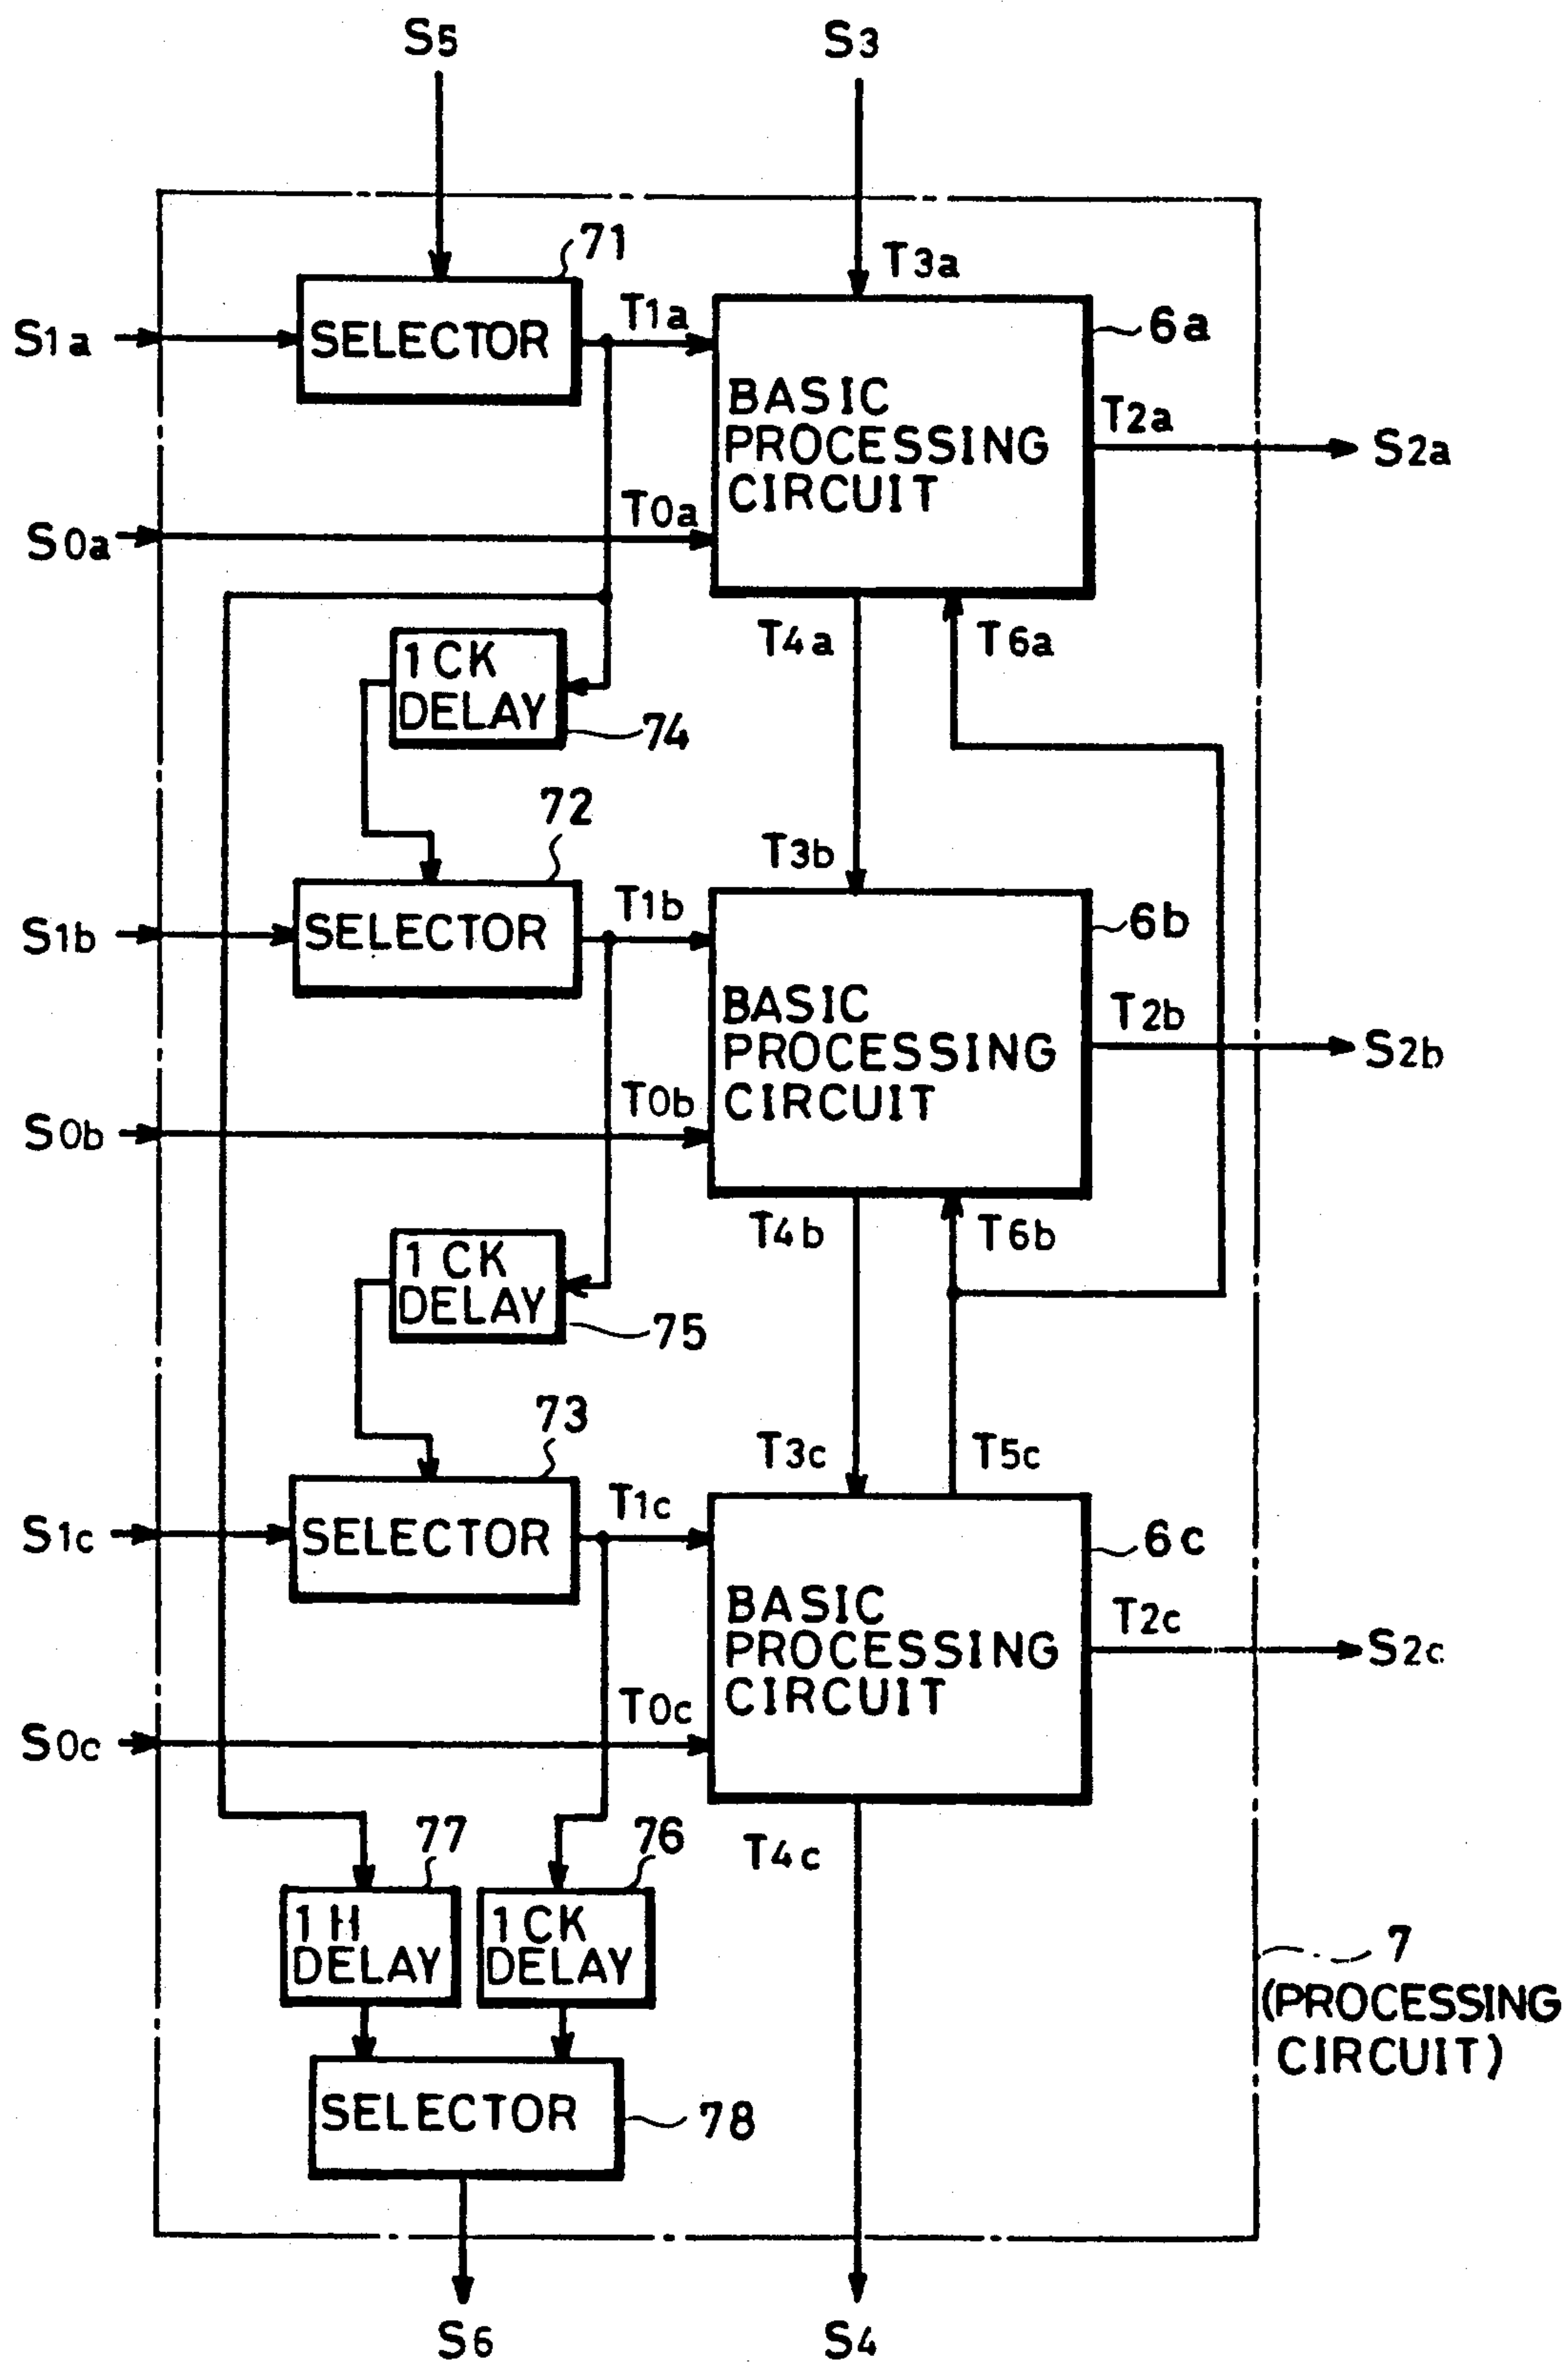 S5
S3
71
T3a
S1a
SELECTOR
T1a
6a
BASIC
PROCESSING
CIRCUIT
T2a
S2a
S0a
T0a
T4a
T6a
1CK
DELAY
74
72
T3b
S1b
SELECTOR
T1b
6b
BASIC
PROCESSING
CIRCUIT
T2b
S2b
S0b
T0b
T4b
T6b
1 CK
DELAY
75
73
T3c
T5c
S1c
SELECTOR
T1c
6c
BASIC
PROCESSING
CIRCUIT
T2c
S2c
S0c
T0c
77
76
T4c
1H
DELAY
1CK
DELAY
7
(PROCESSING
CIRCUIT)
SELECTOR
78
S6
S4